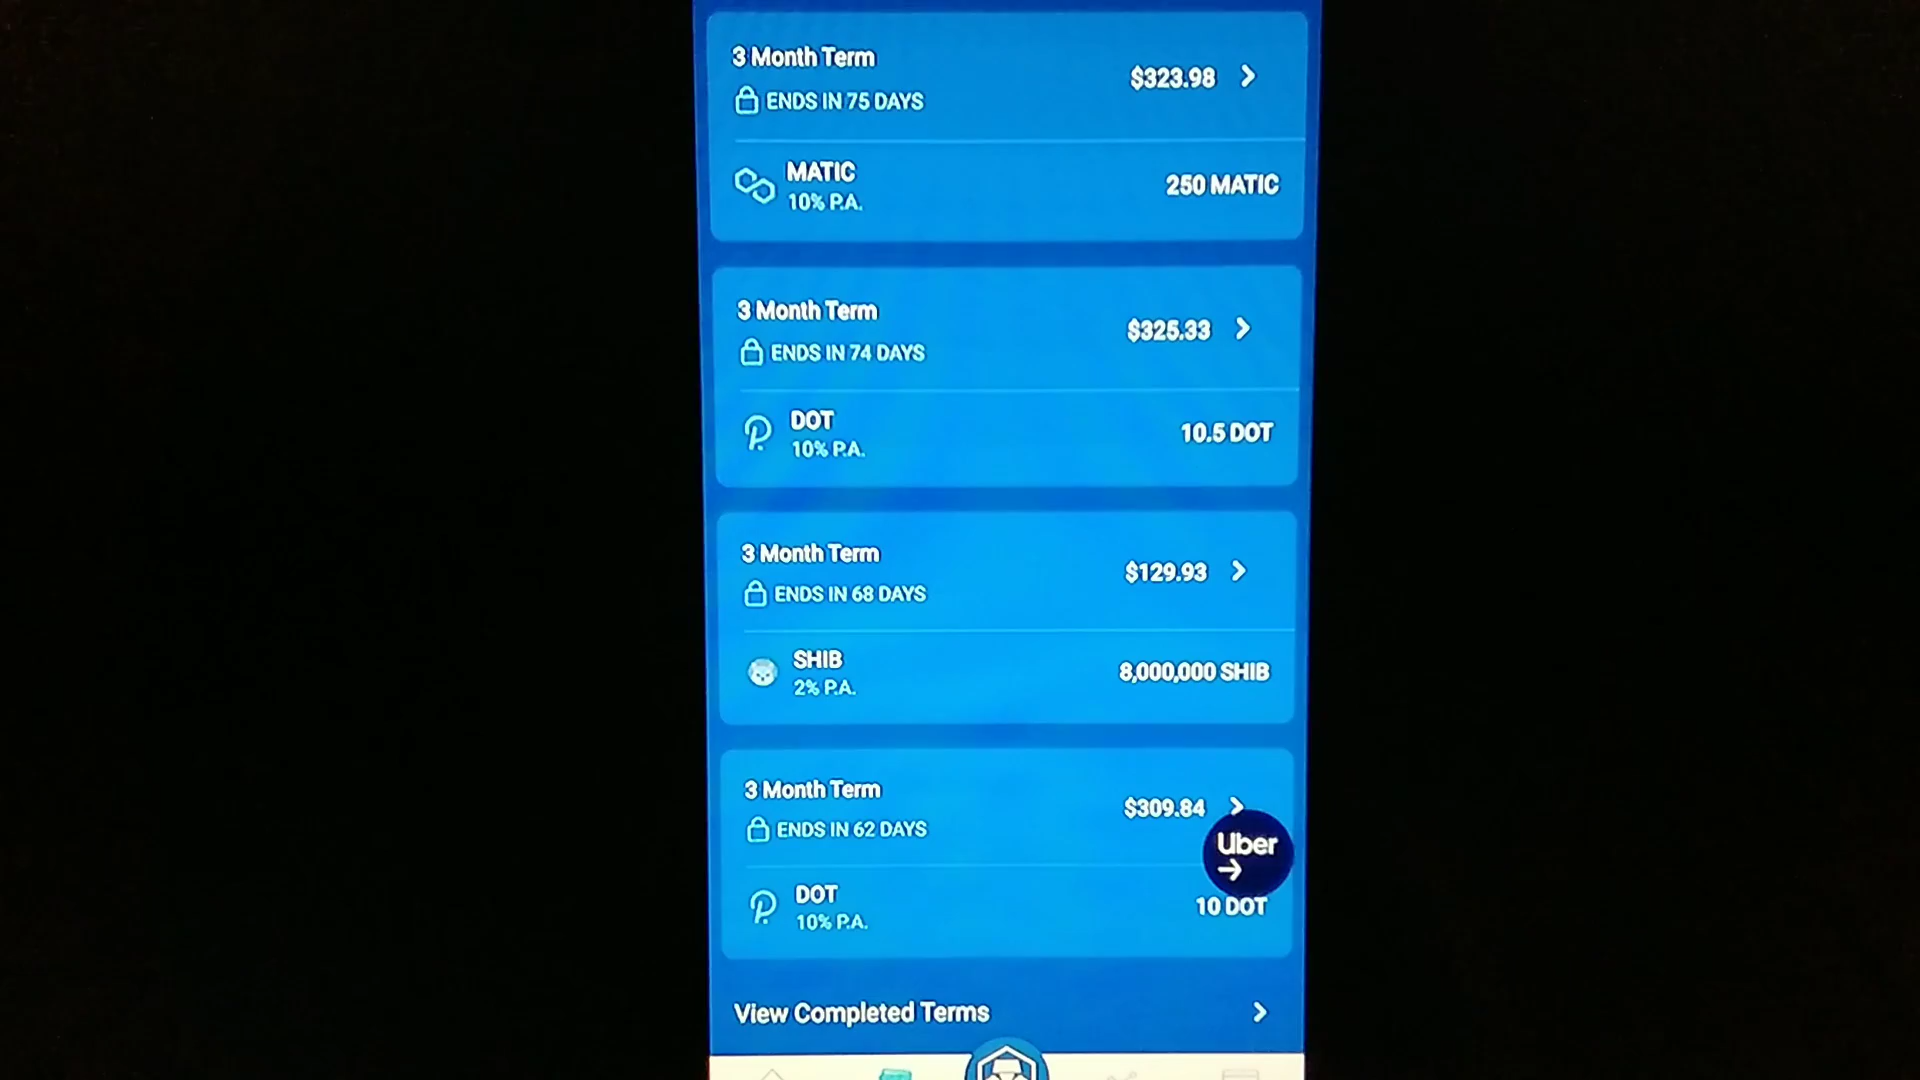 3 Month Term
$323.98
ENDS IN 75 DAYS
MATIC
250 MATIC
10% P.A.
3 Month Term
$325.33
ENDS IN 74 DAYS
DOT
10.5 DOT
10% P.A.
3 Month Term
$129.93
ENDS IN 68 DAYS
SHIB
8,000,000 SHIB
2% P.A.
3 Month Term
$309.84
ENDS IN 62 DAYS
Uber
DOT
10 DOT
10% P.A.
View Completed Terms